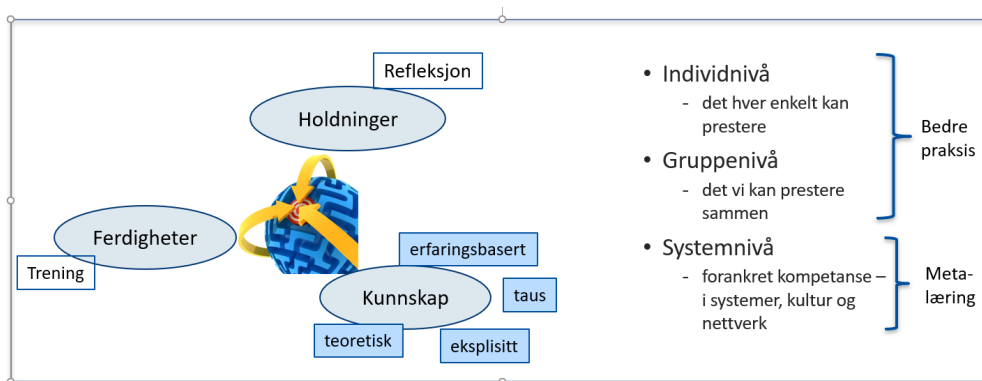 Refleksjon
Holdninger
Ferdigheter
Trening
erfaringsbasert
Kunnskap
taus
teoretisk
eksplisitt
• Individnivå
- det hver enkelt kan
prestere
• Gruppenivå
- det vi kan prestere
sammen
Bedre
praksis
• Systemnivå
- forankret kompetanse –
i systemer, kultur og
nettverk
Meta-
læring